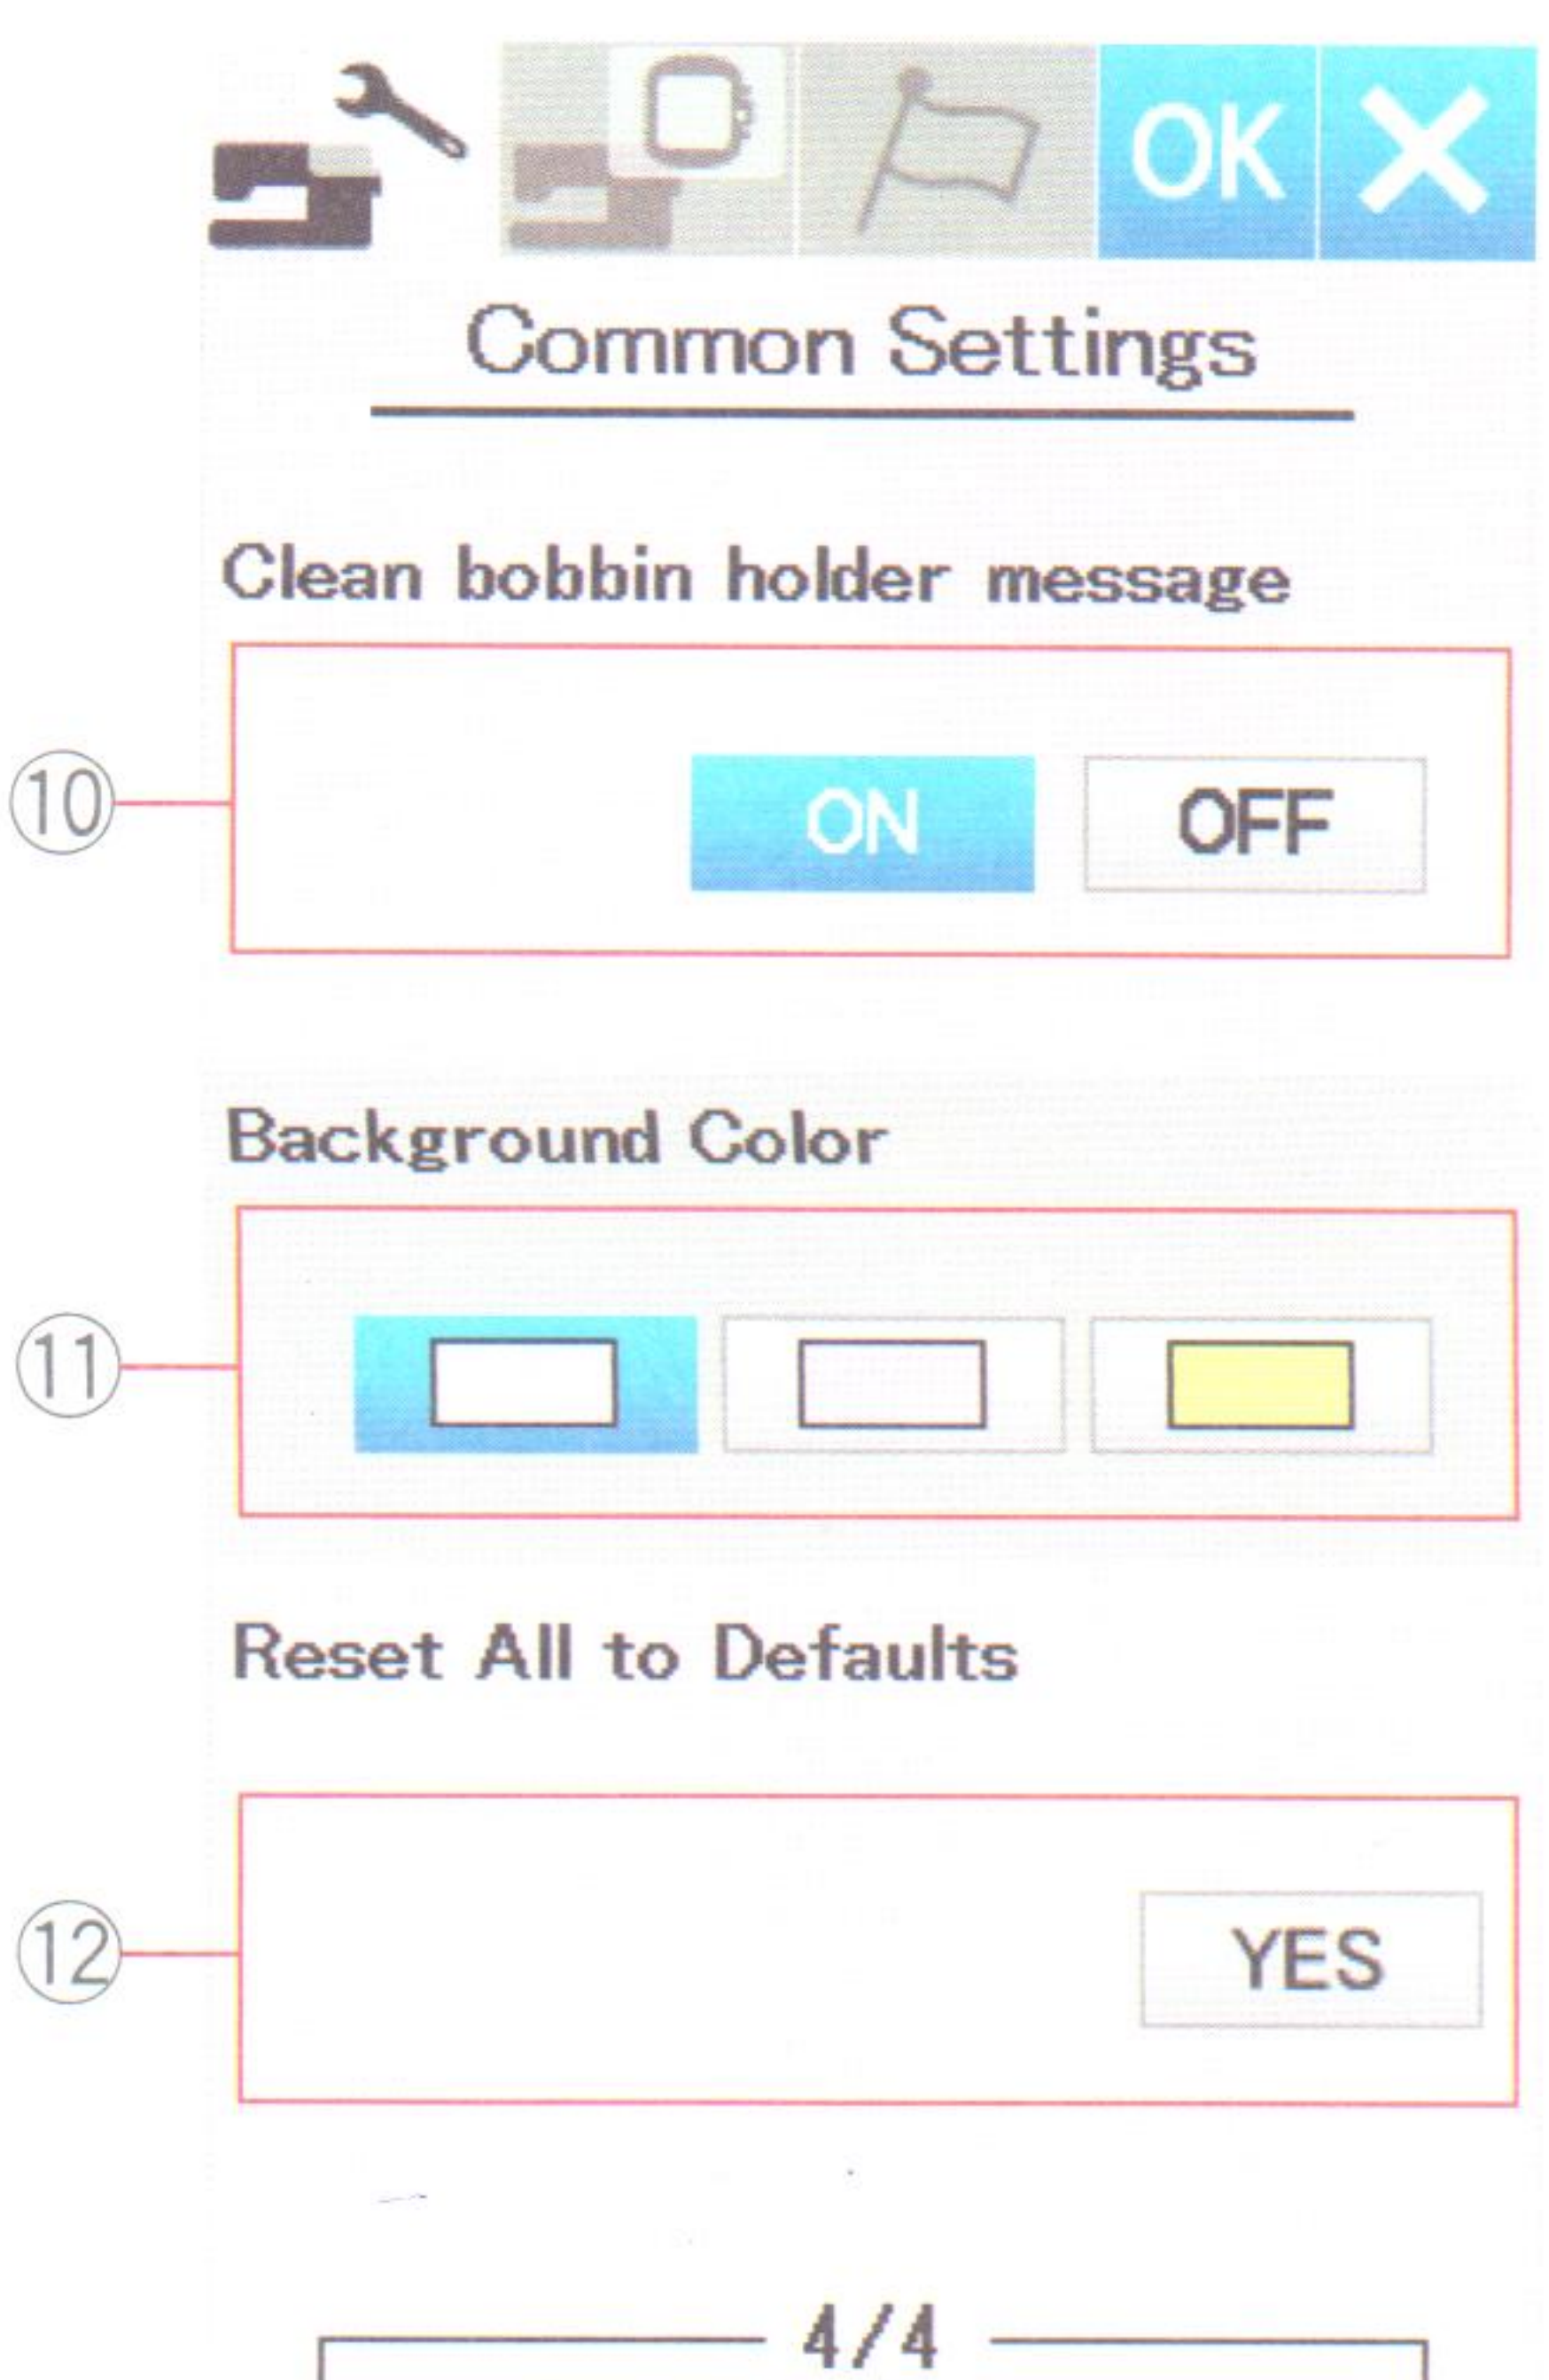 OK
Common Settings
Clean bobbin holder message
⑩
ON OFF
Background Color
⑪
Reset All to Defaults
⑫
YES
4/4